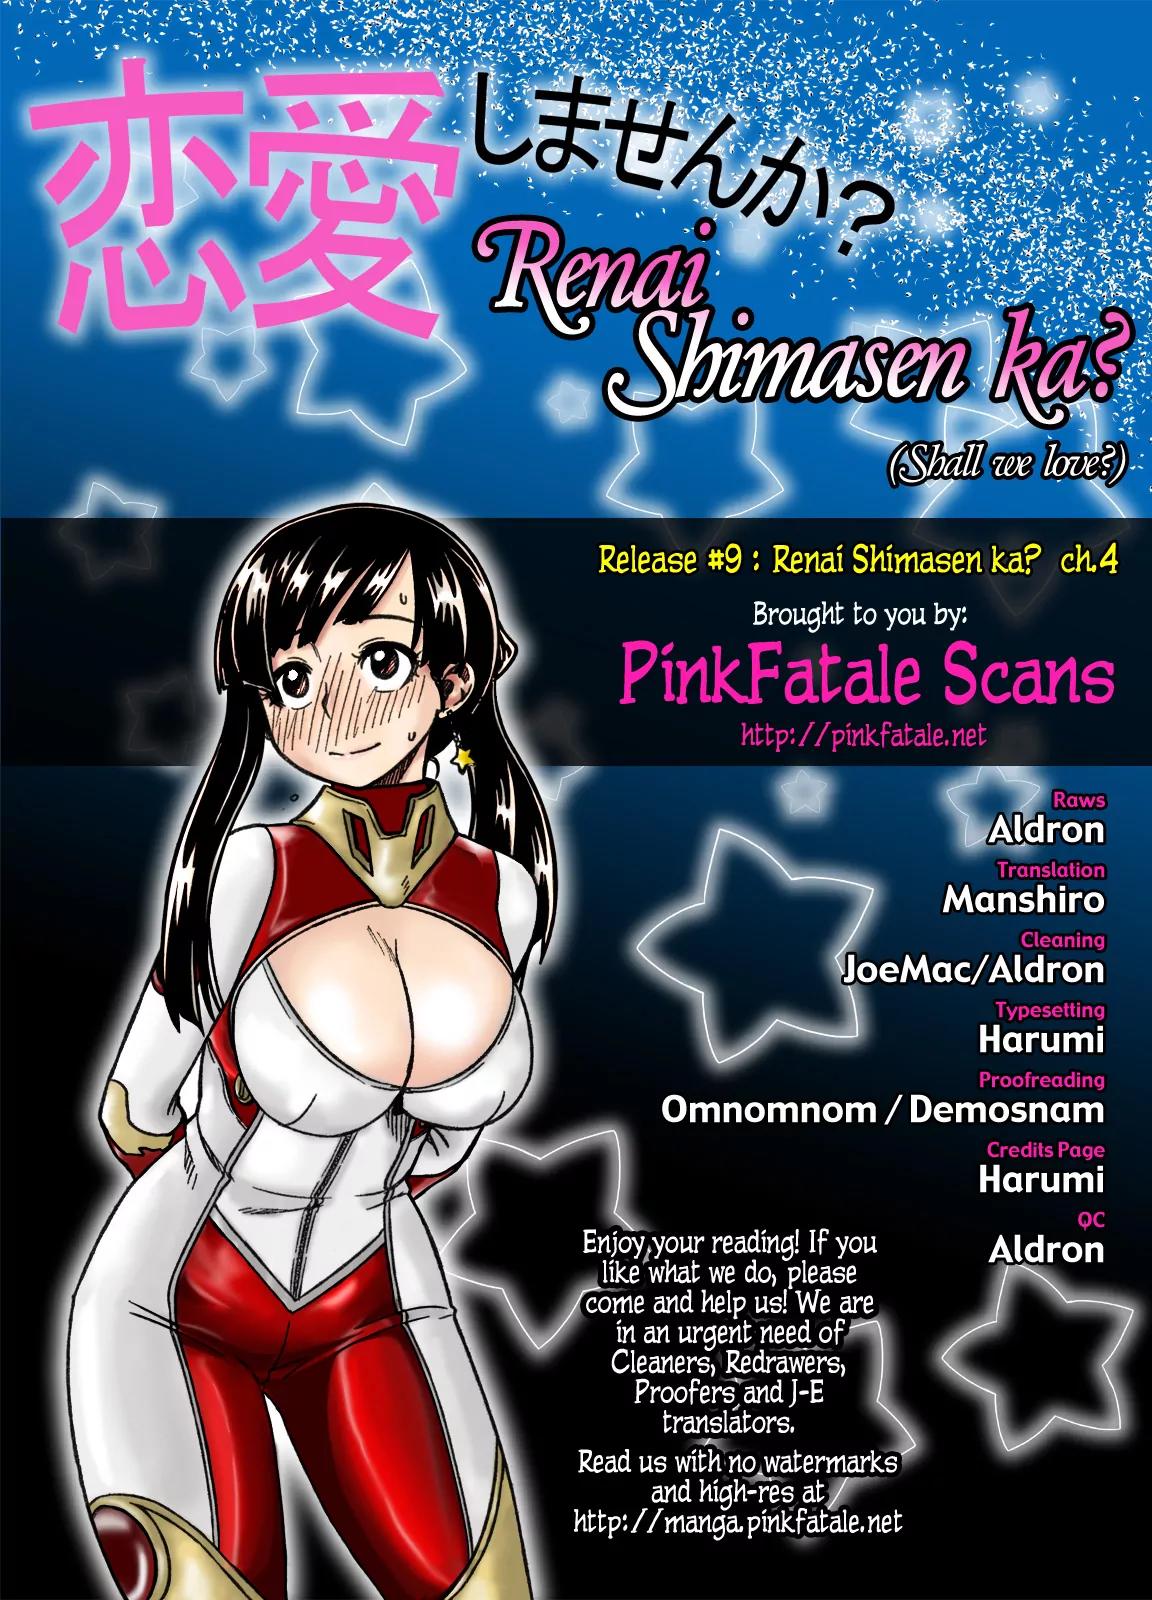 恋愛しませんか?
Renai
Shimasen ka?
(Shall we love?)
Release #9 : Renai Shimasen ka? ch.4
Brought to you by:
PinkFatale Scans
http://pinkfatale.net
Raws
Aldron
Translation
Manshiro
Cleaning
JoeMac/Aldron
Typesetting
Harumi
Proofreading
Omnomnom / Demosnam
Credits Page
Harumi
QC
Aldron
Enjoy your reading! If you
like what we do, please
come and help us! We are
in an urgent need of
Cleaners, Redrawers,
Proofers and J-E
translators.
Read us with no watermarks
and high-res at
http://manga.pinkfatale.net